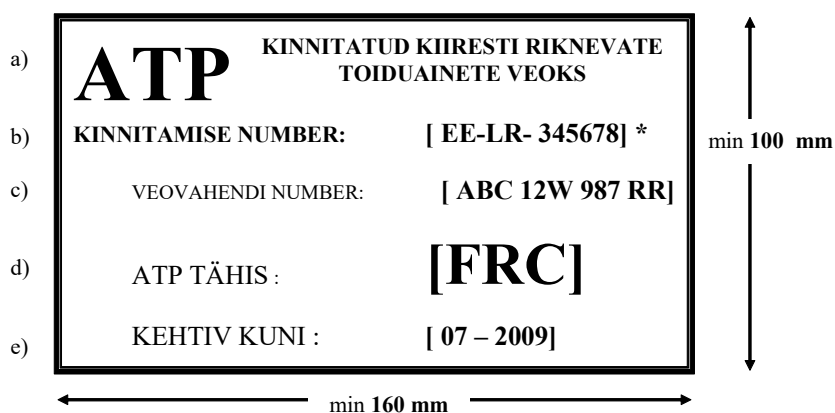 a) ATP KINNITATUD KIIRESTI RIKNEVATE
TOIDUAINETE VEOKS
b) KINNITAMISE NUMBER: [ EE-LR- 345678] *
min 100 mm
c) VEOVAHENDI NUMBER: [ ABC 12W 987 RR]
d) ATP TÄHIS : [FRC]
e) KEHTIV KUNI : [ 07 – 2009]
min 160 mm